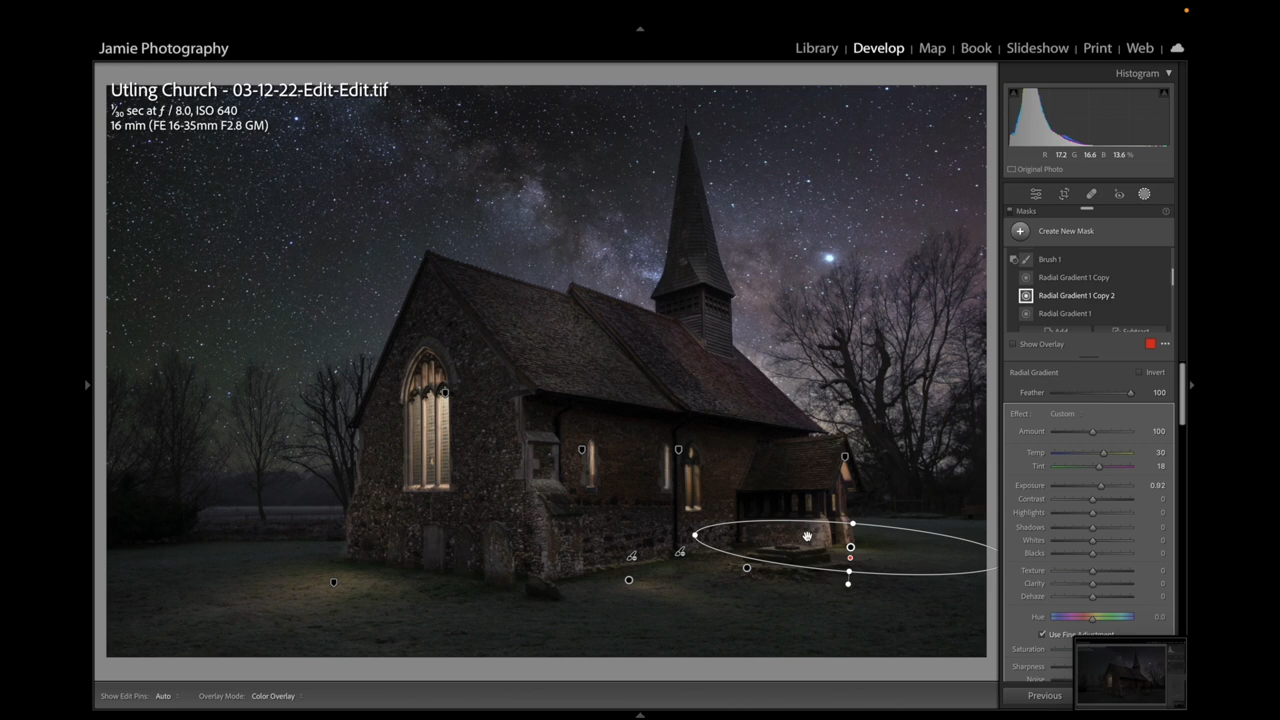 Jamie Photography
Library | Develop | Map | Book | Slideshow | Print | Web |
Histogram
Utling Church - 03-12-22-Edit-Edit.tif
1/30 sec at ƒ / 8.0, ISO 640
16 mm (FE 16-35mm F2.8 GM)
R 17.2 G 16.6 B 13.6 %
Original Photo
Masks
Create New Mask
Brush 1
Radial Gradient 1 Copy
Radial Gradient 1 Copy 2
Radial Gradient 1
Add Subtract
Show Overlay
Radial Gradient Invert
Feather 100
Effect : Custom
Amount 100
Temp 30
Tint 18
Exposure 0.92
Contrast 0
Highlights 0
Shadows 0
Whites 0
Blacks 0
Texture 0
Clarity 0
Dehaze 0
Hue 0.0
Use Fine Adjustment
Saturation
Sharpness
Noise
Show Edit Pins: Auto Overlay Mode: Color Overlay
Previous